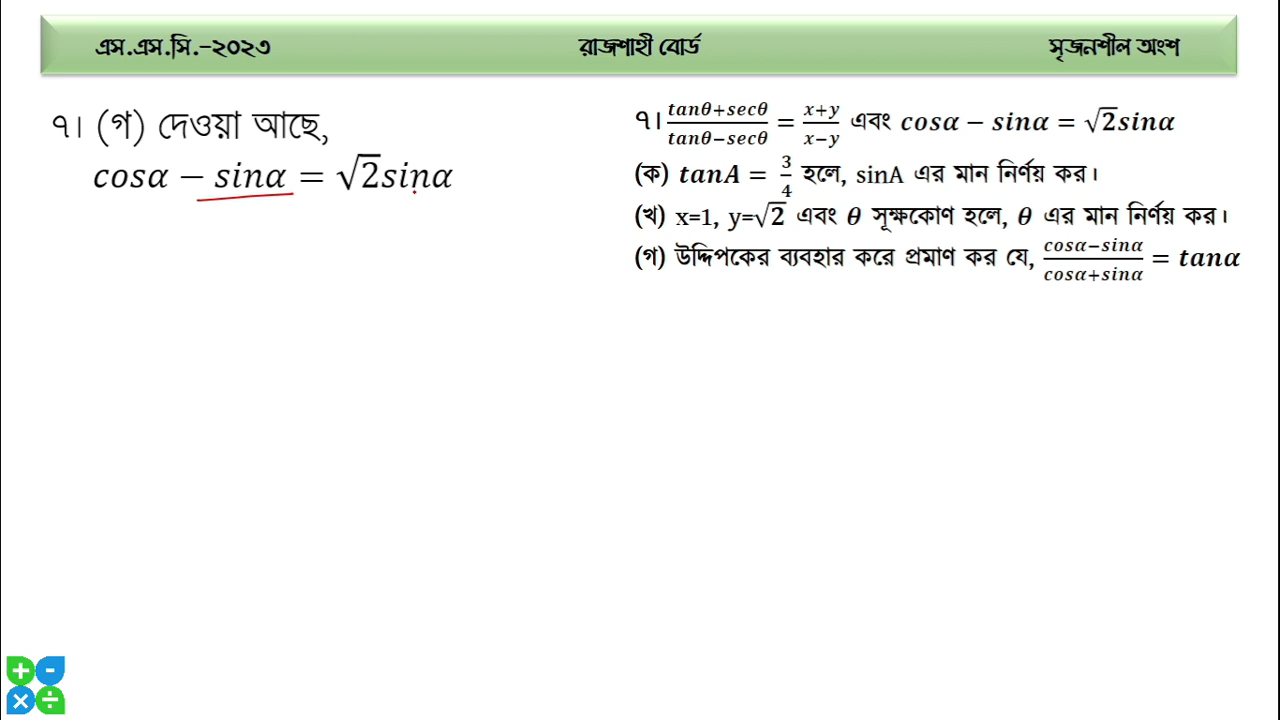 এস.এস.সি.-২০২৩ রাজশাহী বোর্ড সৃজনশীল অংশ
৭। (গ) দেওয়া আছে,
cosα − sinα = √2sinα
৭। (tanθ+secθ)/(tanθ−secθ) = (x+y)/(x−y) এবং cosα − sinα = √2sinα
(ক) tanA = 3/4 হলে, sinA এর মান নির্ণয় কর।
(খ) x=1, y=√2 এবং θ সূক্ষকোণ হলে, θ এর মান নির্ণয় কর।
(গ) উদ্দিপকের ব্যবহার করে প্রমাণ কর যে, (cosα−sinα)/(cosα+sinα) = tanα
+ -
× ÷